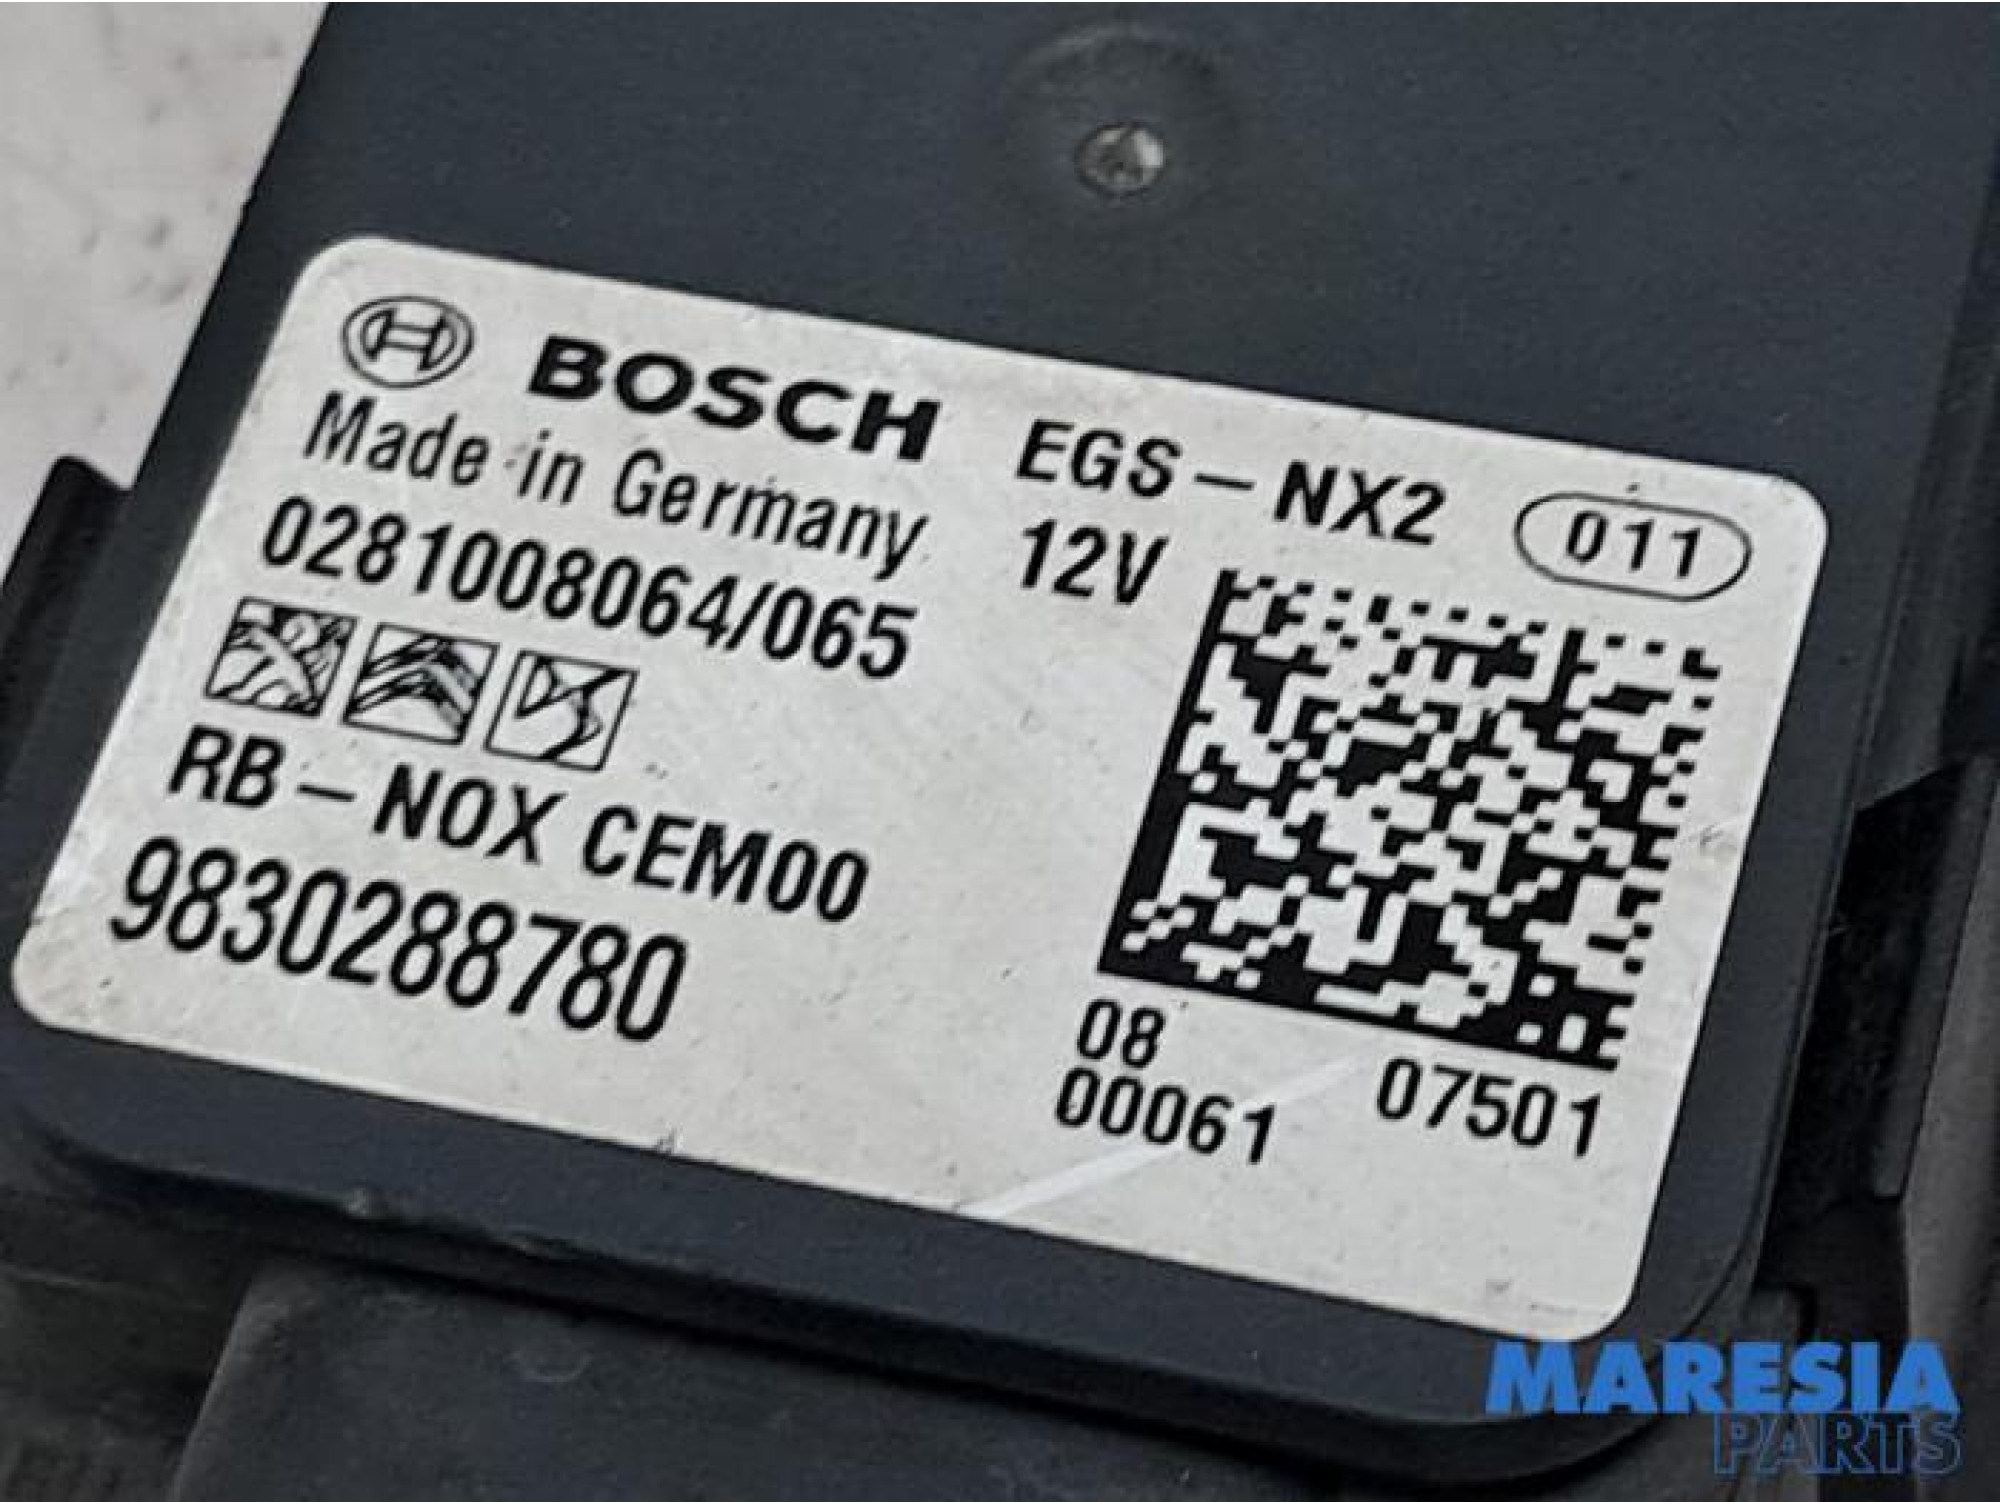 BOSCH EGS-NX2 011
Made in Germany 12V
0281008064/065
RB-NOX CEM00
9830288780
08 07501
00061
MARESIA
PARTS